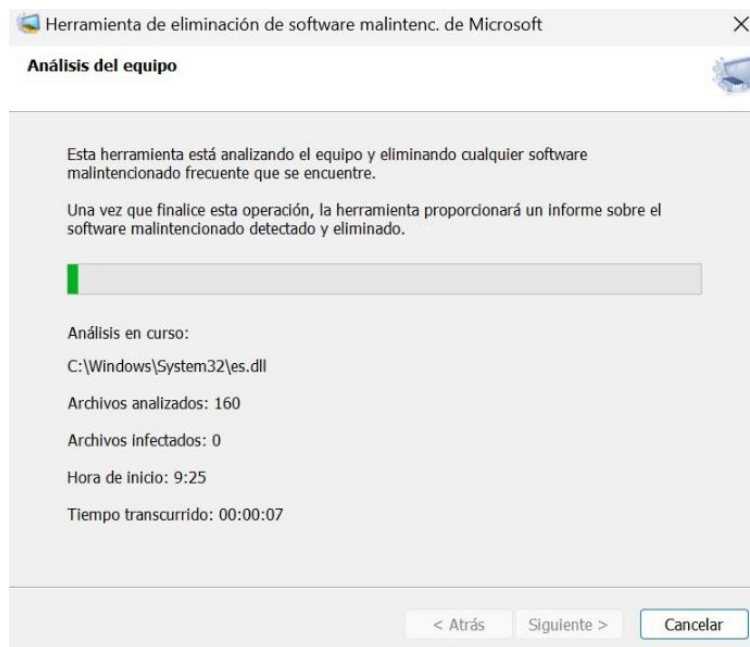 Herramienta de eliminación de software malintenc. de Microsoft
Análisis del equipo
Esta herramienta está analizando el equipo y eliminando cualquier software
malintencionado frecuente que se encuentre.
Una vez que finalice esta operación, la herramienta proporcionará un informe sobre el
software malintencionado detectado y eliminado.
Análisis en curso:
C:\Windows\System32\es.dll
Archivos analizados: 160
Archivos infectados: 0
Hora de inicio: 9:25
Tiempo transcurrido: 00:00:07
< Atrás
Siguiente >
Cancelar